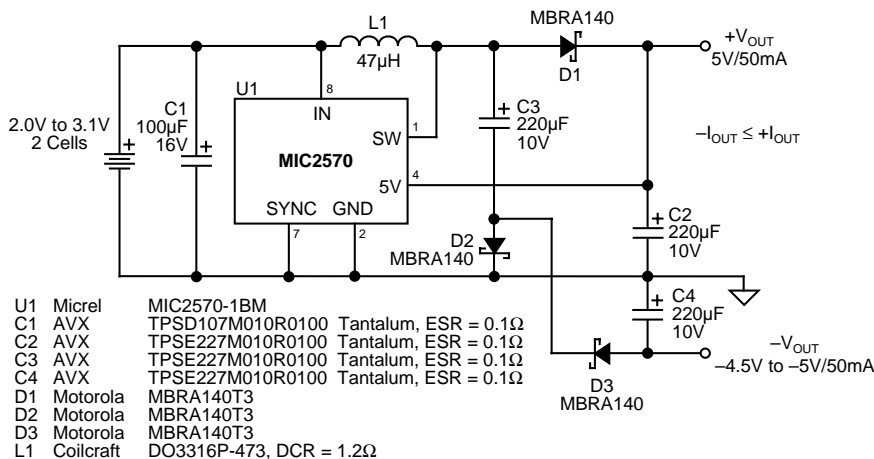 MBRA140
L1
47µH
D1
+VOUT
5V/50mA
U1
8
IN
C1
100µF
16V
2.0V to 3.1V
2 Cells
C3
220µF
10V
SW
1
–IOUT ≤ +IOUT
MIC2570
5V
4
SYNC
GND
7
2
D2
MBRA140
C2
220µF
10V
C4
220µF
10V
–VOUT
–4.5V to –5V/50mA
D3
MBRA140
U1 Micrel MIC2570-1BM
C1 AVX TPSD107M010R0100 Tantalum, ESR = 0.1Ω
C2 AVX TPSE227M010R0100 Tantalum, ESR = 0.1Ω
C3 AVX TPSE227M010R0100 Tantalum, ESR = 0.1Ω
C4 AVX TPSE227M010R0100 Tantalum, ESR = 0.1Ω
D1 Motorola MBRA140T3
D2 Motorola MBRA140T3
D3 Motorola MBRA140T3
L1 Coilcraft DO3316P-473, DCR = 1.2Ω